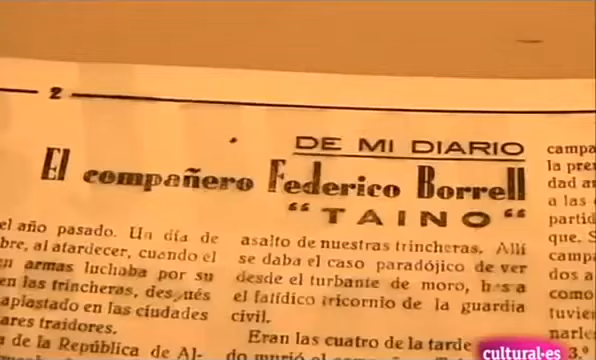 2
DE MI DIARIO
El compañero Federico Borrell
“TAINO“
el año pasado. Un día de
bre, al atardecer, cuando el
armas luchaba por su
en las trincheras, después
aplastado en las ciudades
ares traidores.
a de la República de Al-
asalto de nuestras trincheras. Allí
se daba el caso paradójico de ver
desde el turbante de moro, hasa
el fatídico tricornio de la guardia
civil.
Eran las cuatro de la tarde
do murió el
campa
la pre
dad a
a las
partid
que. S
campa
dos a
como
tuvier
narle
3.º
cultural·es